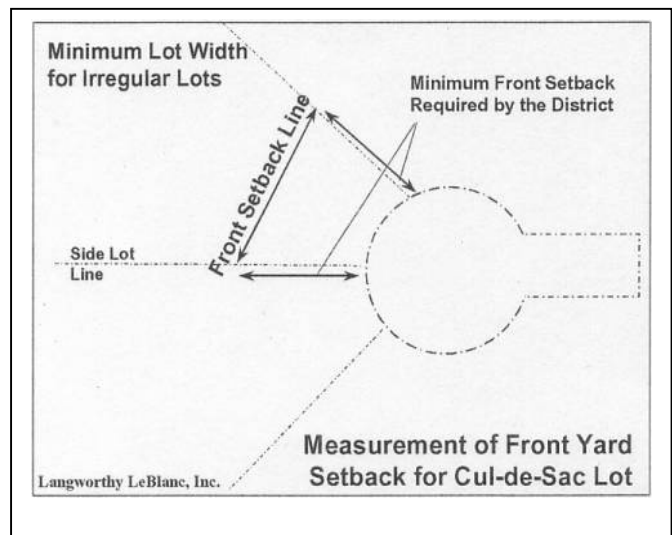 Minimum Lot Width
for Irregular Lots
Minimum Front Setback
Required by the District
Front Setback Line
Side Lot
Line
Measurement of Front Yard
Setback for Cul-de-Sac Lot
Langworthy LeBlanc, Inc.